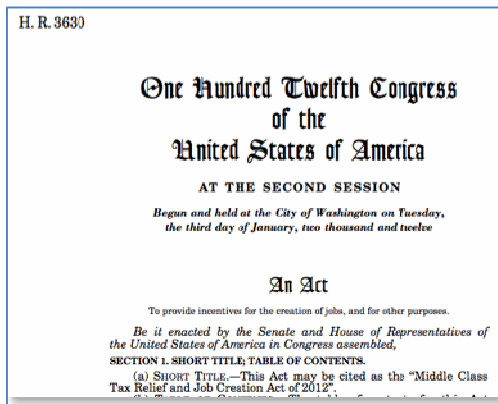 H. R. 3630
One Hundred Twelfth Congress
of the
United States of America
AT THE SECOND SESSION
Begun and held at the City of Washington on Tuesday,
the third day of January, two thousand and twelve
An Act
To provide incentives for the creation of jobs, and for other purposes.
Be it enacted by the Senate and House of Representatives of
the United States of America in Congress assembled,
SECTION 1. SHORT TITLE; TABLE OF CONTENTS.
(a) SHORT TITLE.—This Act may be cited as the “Middle Class
Tax Relief and Job Creation Act of 2012”.